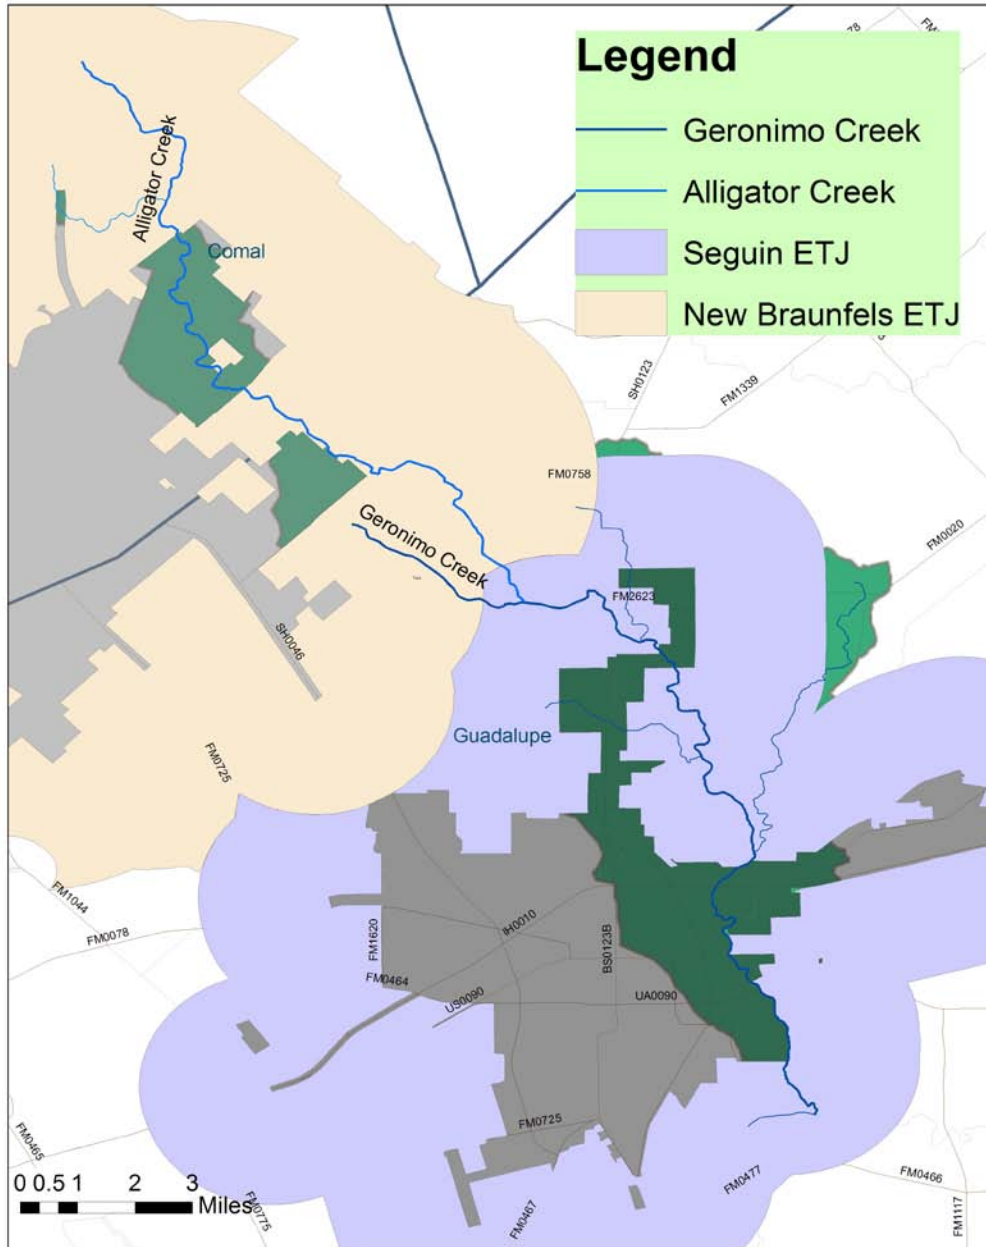 Legend
Geronimo Creek
Alligator Creek
Seguin ETJ
New Braunfels ETJ
Alligator Creek
Comal
SH0123
FM1339
FM0758
FM0020
Geronimo Creek
FM2623
SH0046
Guadalupe
FM0725
FM1044
FM0078
FM1620
IH0010
BS0123B
FM0464
US0090
UA0090
FM0725
FM0465
FM0477
FM0466
FM0467
FM0775
FM1117
0 0.5 1 2 3
Miles